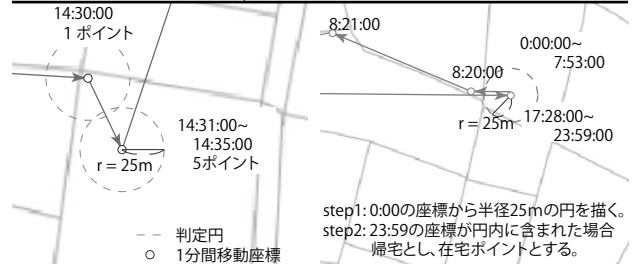 14:30:00
1 ポイント
14:31:00~
14:35:00
5ポイント
r = 25m
判定円
1分間移動座標
8:21:00
0:00:00~
7:53:00
8:20:00
17:28:00~
23:59:00
r = 25m
step1: 0:00の座標から半径25mの円を描く。
step2: 23:59の座標が円内に含まれた場合
帰宅とし、在宅ポイントとする。